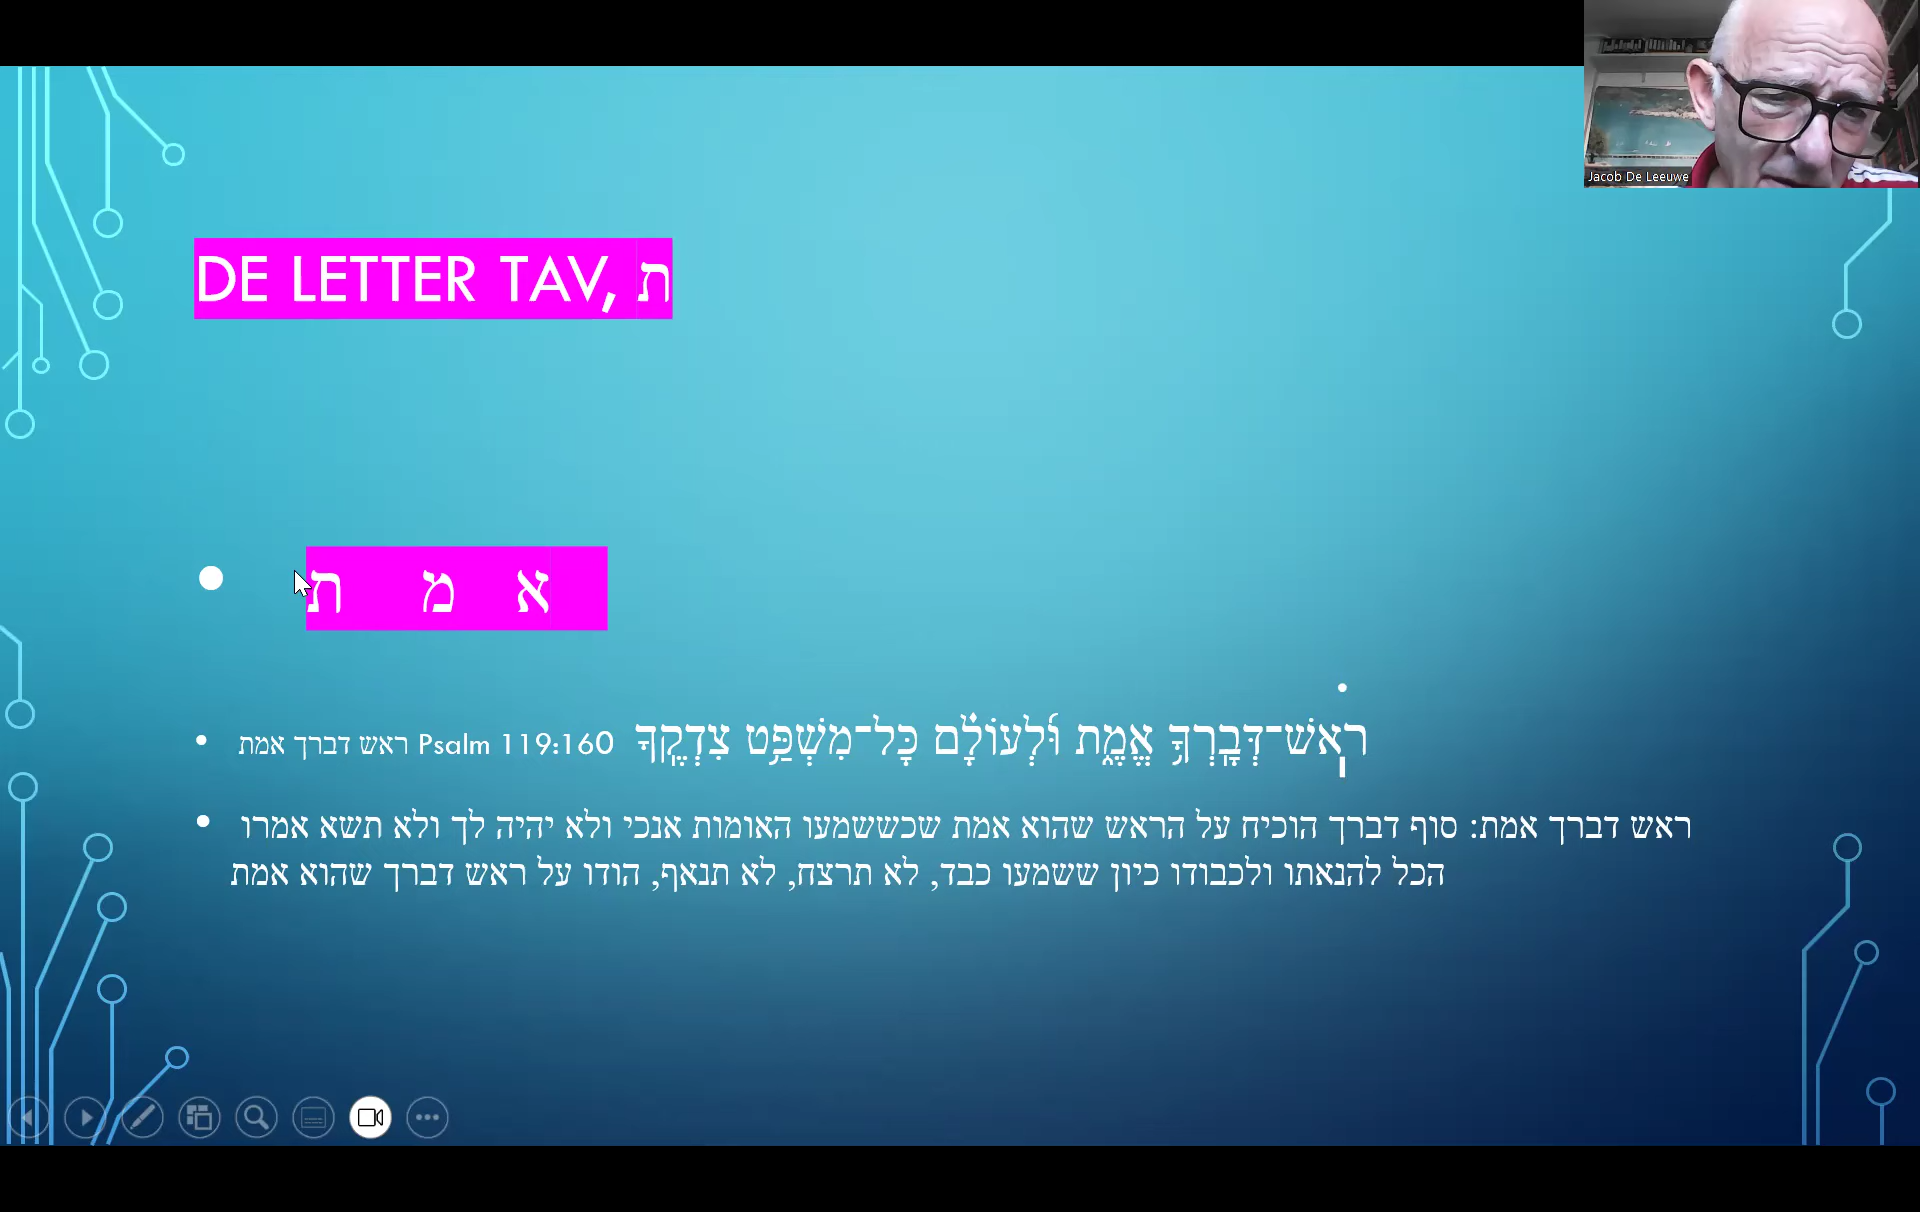 Jacob De Leeuwe
DE LETTER TAV, ת
א מ ת
רֹאשׁ־דְּבָרְךָ֥ אֱמֶ֑ת וּ֝לְעוֹלָ֗ם כׇּל־מִשְׁפַּ֥ט צִדְקֶֽךָ Psalm 119:160 ראש דברך אמת
ראש דברך אמת: סוף דברך הוכיח על הראש שהוא אמת שכששמעו האומות אנכי ולא יהיה לך ולא תשא אמרו
הכל להנאתו ולכבודו כיון ששמעו כבד, לא תרצח, לא תנאף, הודו על ראש דברך שהוא אמת